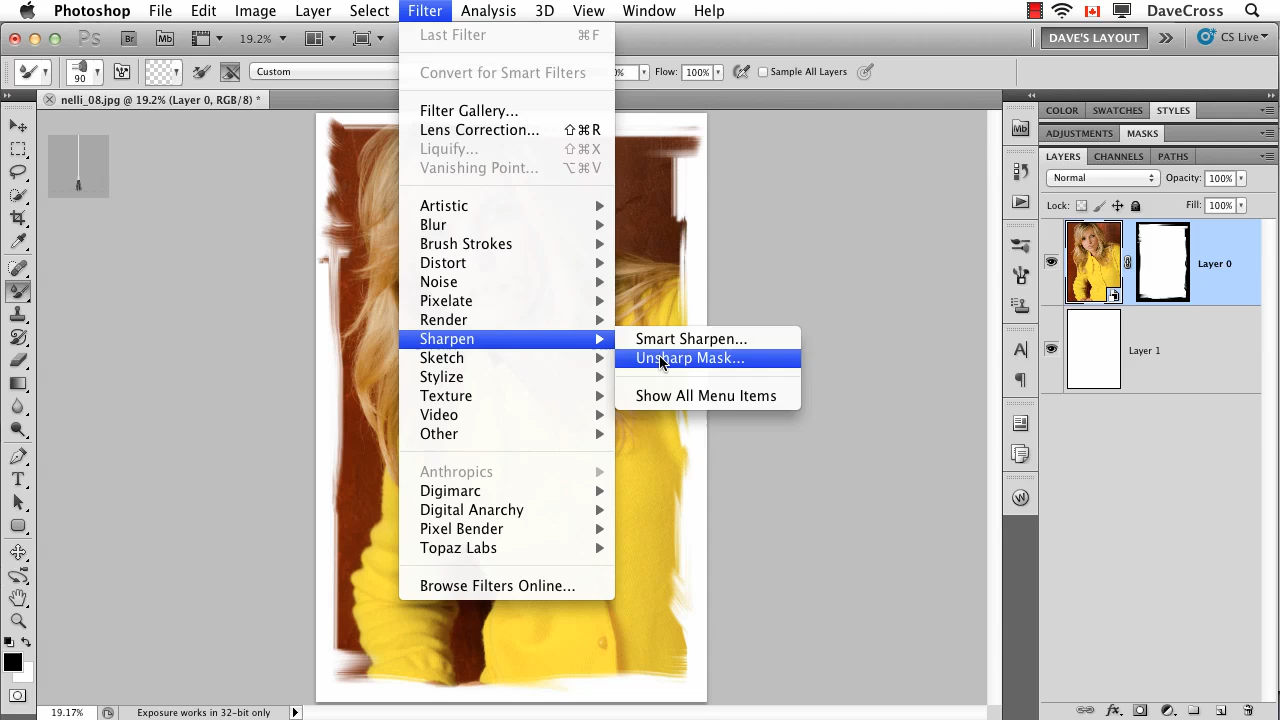 Photoshop File Edit Image Layer Select Filter Analysis 3D View Window Help DaveCross
Ps Br Mb 19.2% DAVE'S LAYOUT CS Live
90 Custom 0% Flow: 100% Sample All Layers
nelli_08.jpg @ 19.2% (Layer 0, RGB/8) *
Last Filter ⌘F
Convert for Smart Filters
Filter Gallery...
Lens Correction... ⇧⌘R
Liquify... ⇧⌘X
Vanishing Point... ⌥⌘V
Artistic
Blur
Brush Strokes
Distort
Noise
Pixelate
Render
Sharpen
Sketch
Stylize
Texture
Video
Other
Anthropics
Digimarc
Digital Anarchy
Pixel Bender
Topaz Labs
Browse Filters Online...
Smart Sharpen...
Unsharp Mask...
Show All Menu Items
Mb
COLOR SWATCHES STYLES
ADJUSTMENTS MASKS
LAYERS CHANNELS PATHS
Normal Opacity: 100%
Lock: Fill: 100%
Layer 0
Layer 1
19.17% Exposure works in 32-bit only